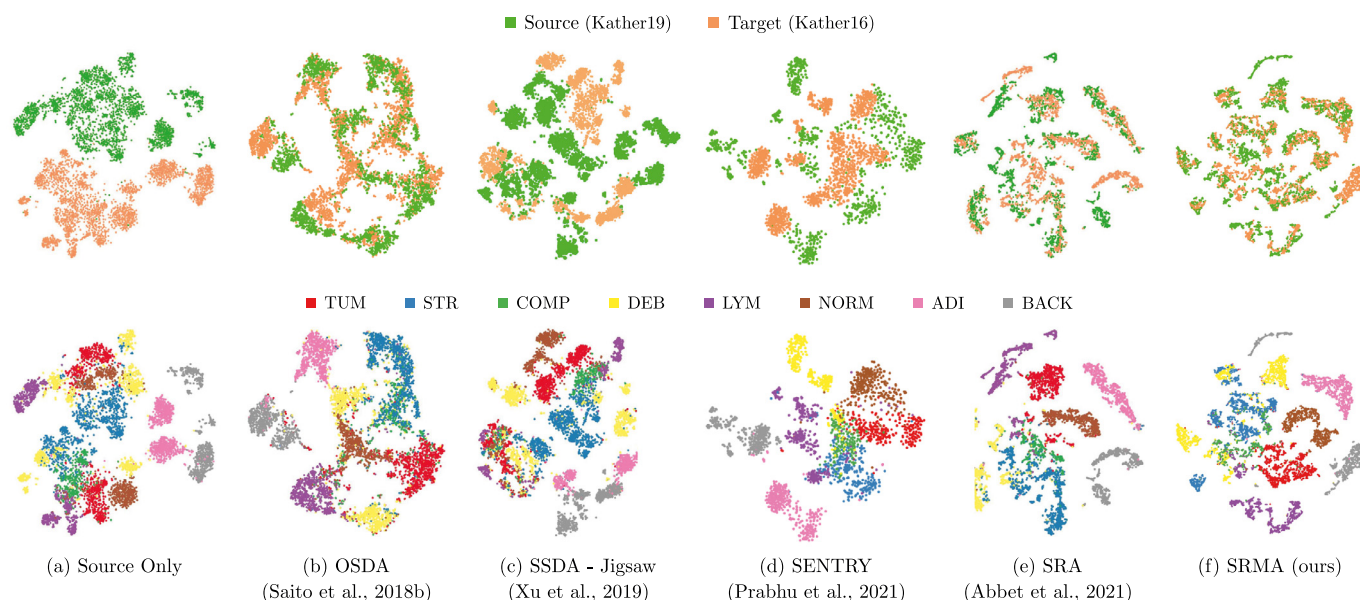 Source (Kather19) Target (Kather16)
TUM STR COMP DEB LYM NORM ADI BACK
(a) Source Only (b) OSDA (c) SSDA - Jigsaw (d) SENTRY (e) SRA (f) SRMA (ours)
(Saito et al., 2018b) (Xu et al., 2019) (Prabhu et al., 2021) (Abbet et al., 2021)